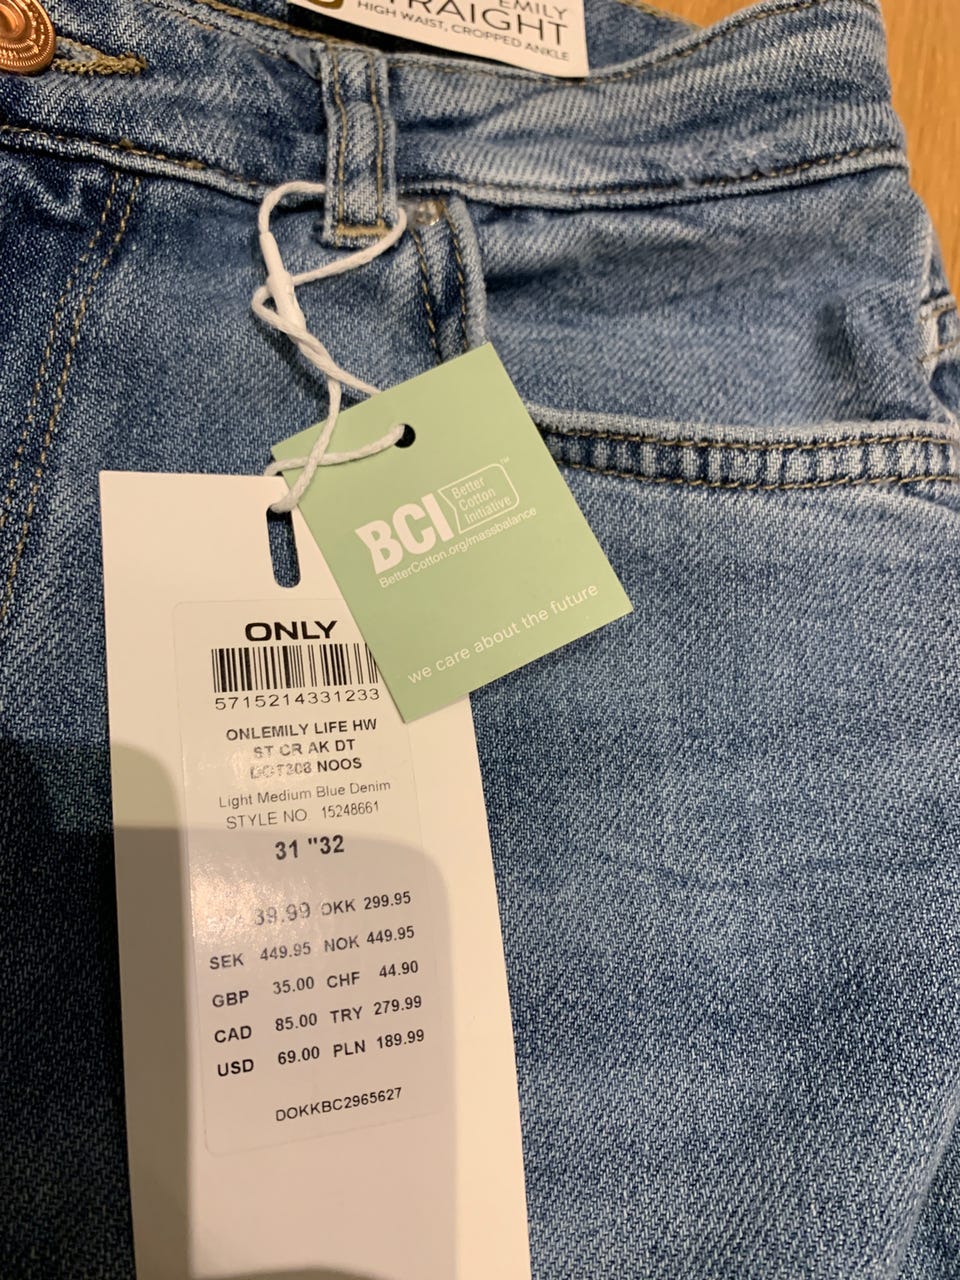 EMILY
STRAIGHT
HIGH WAIST, CROPPED ANKLE
BCI Better Cotton Initiative™
BetterCotton.org/massbalance
we care about the future
ONLY
5715214331233
ONLEMILY LIFE HW
ST CR AK DT
DOT308 NOOS
Light Medium Blue Denim
STYLE NO 15248661
31 "32
39.99 DKK 299.95
SEK 449.95 NOK 449.95
GBP 35.00 CHF 44.90
CAD 85.00 TRY 279.99
USD 69.00 PLN 189.99
DOKKBC2965627